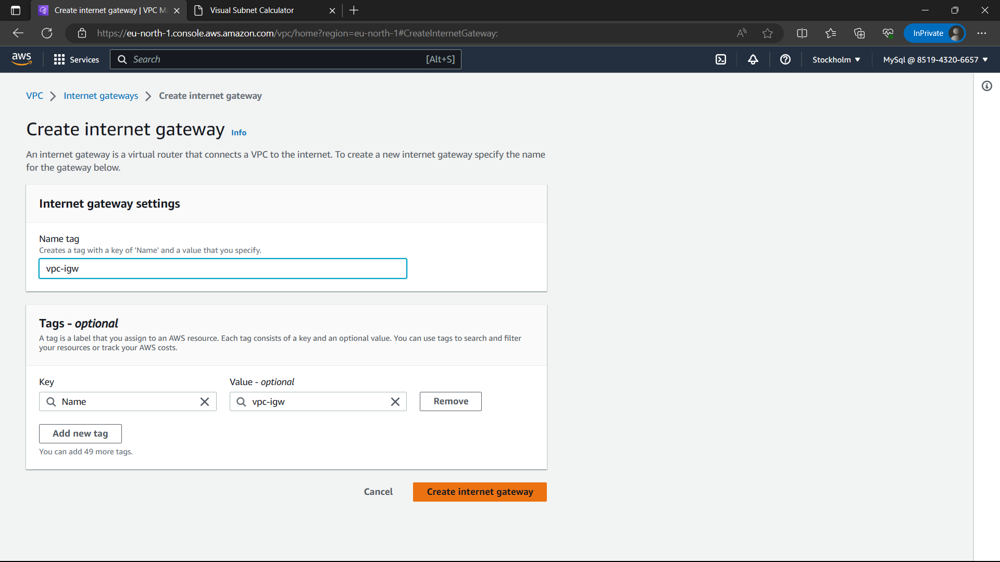 Create internet gateway | VPC M
Visual Subnet Calculator
https://eu-north-1.console.aws.amazon.com/vpc/home?region=eu-north-1#CreateInternetGateway:
InPrivate
aws
Services
Search
[Alt+S]
Stockholm
MySql @ 8519-4320-6657
VPC
Internet gateways
Create internet gateway
Create internet gateway Info
An internet gateway is a virtual router that connects a VPC to the internet. To create a new internet gateway specify the name
for the gateway below.
Internet gateway settings
Name tag
Creates a tag with a key of 'Name' and a value that you specify.
vpc-igw
Tags - optional
A tag is a label that you assign to an AWS resource. Each tag consists of a key and an optional value. You can use tags to search and filter
your resources or track your AWS costs.
Key
Value - optional
Name
vpc-igw
Remove
Add new tag
You can add 49 more tags.
Cancel
Create internet gateway